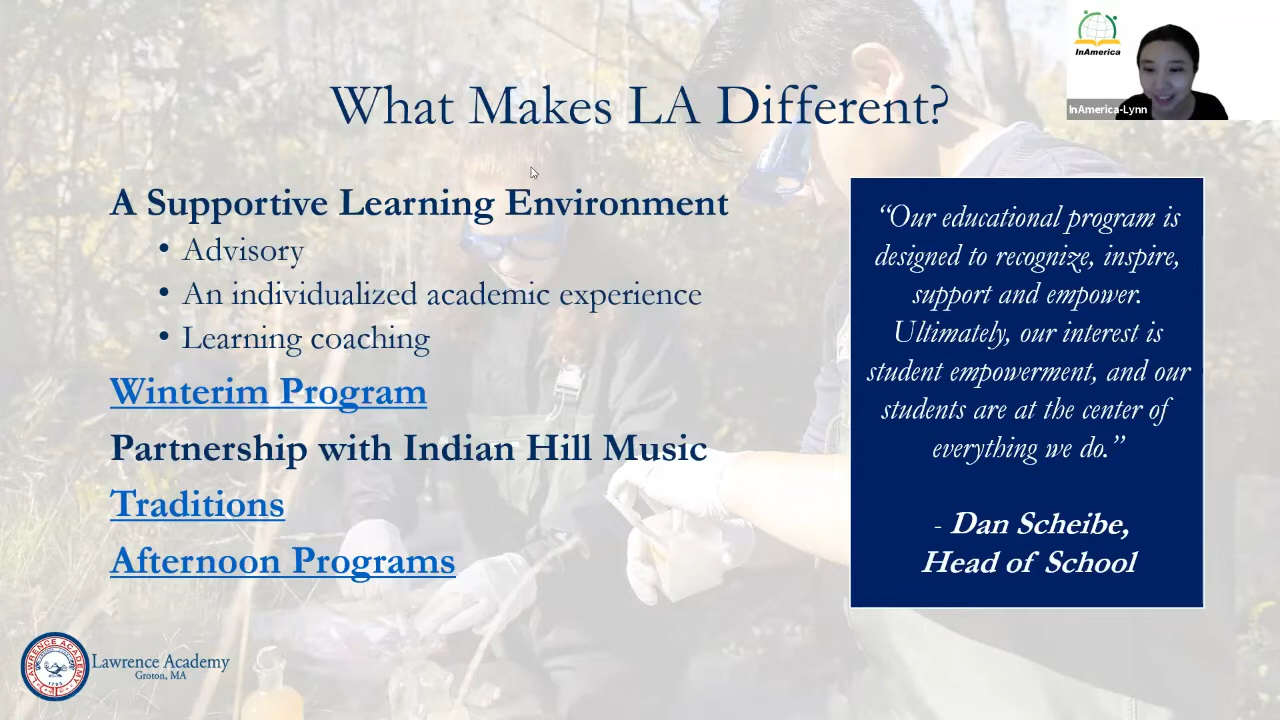 InAmerica
InAmerica-Lynn
What Makes LA Different?
A Supportive Learning Environment
• Advisory
• An individualized academic experience
• Learning coaching
Winterim Program
Partnership with Indian Hill Music
Traditions
Afternoon Programs
“Our educational program is
designed to recognize, inspire,
support and empower.
Ultimately, our interest is
student empowerment, and our
students are at the center of
everything we do.”
- Dan Scheibe,
Head of School
LAWRENCE ACADEMY
1793
Lawrence Academy
Groton, MA